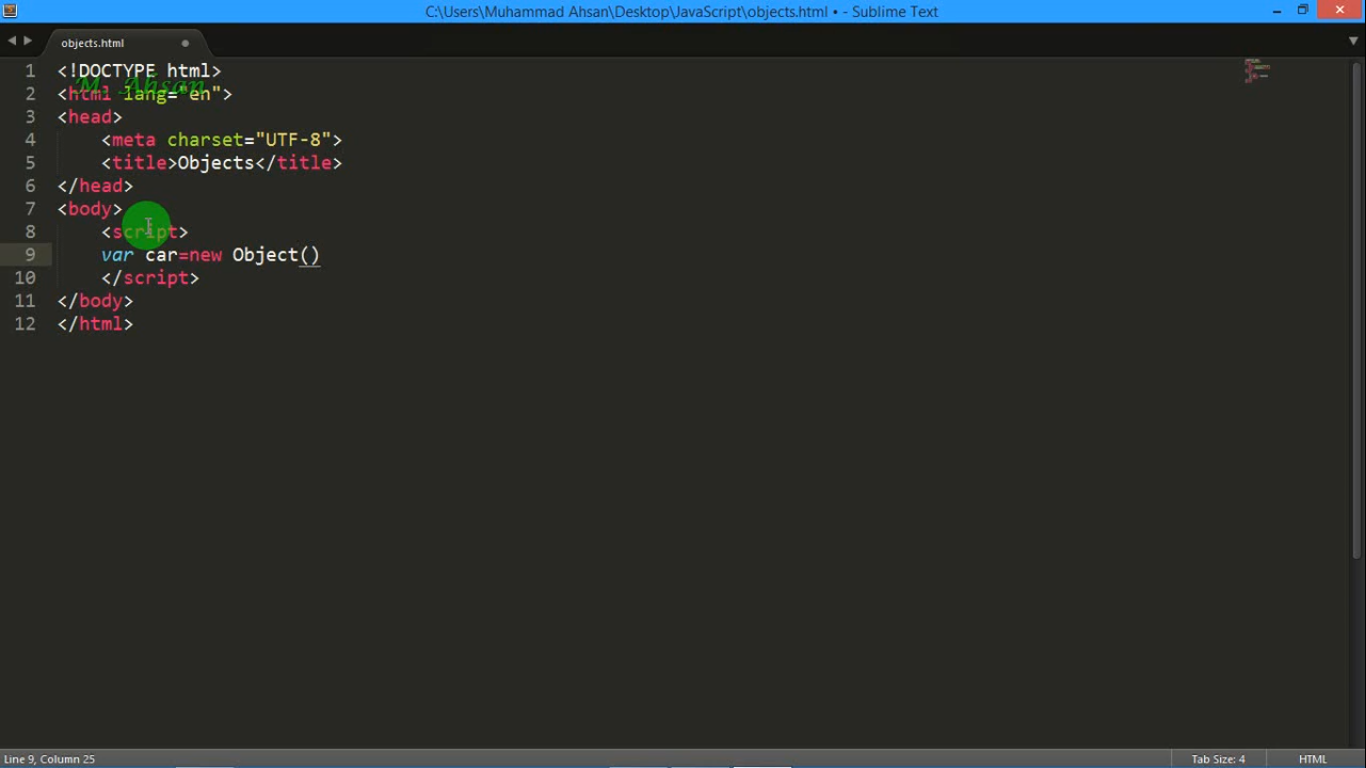 C:\Users\Muhammad Ahsan\Desktop\JavaScript\objects.html • - Sublime Text
objects.html
1 <!DOCTYPE html>
M. Ahsan
2 <html lang="en">
3 <head>
4 <meta charset="UTF-8">
5 <title>Objects</title>
6 </head>
7 <body>
8 <script>
9 var car=new Object()
10 </script>
11 </body>
12 </html>
Line 9, Column 25 Tab Size: 4 HTML